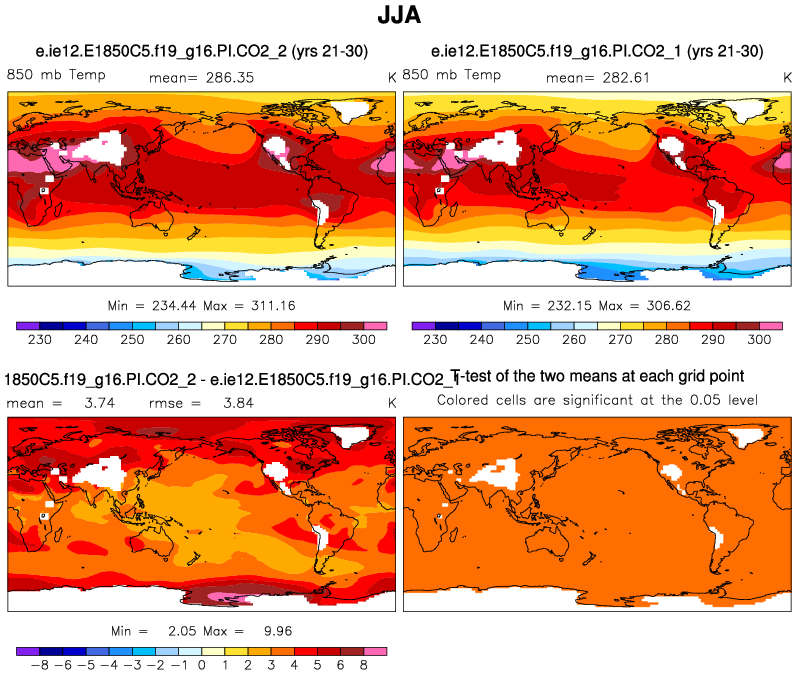 JJA
e.ie12.E1850C5.f19_g16.PI.CO2_2 (yrs 21-30)
850 mb Temp mean= 286.35 K
Min = 234.44 Max = 311.16
230 240 250 260 270 280 290 300
e.ie12.E1850C5.f19_g16.PI.CO2_1 (yrs 21-30)
850 mb Temp mean= 282.61 K
Min = 232.15 Max = 306.62
230 240 250 260 270 280 290 300
1850C5.f19_g16.PI.CO2_2 - e.ie12.E1850C5.f19_g16.PI.CO2_1
mean = 3.74 rmse = 3.84 K
Min = 2.05 Max = 9.96
-8 -6 -5 -4 -3 -2 -1 0 1 2 3 4 5 6 8
T-test of the two means at each grid point
Colored cells are significant at the 0.05 level